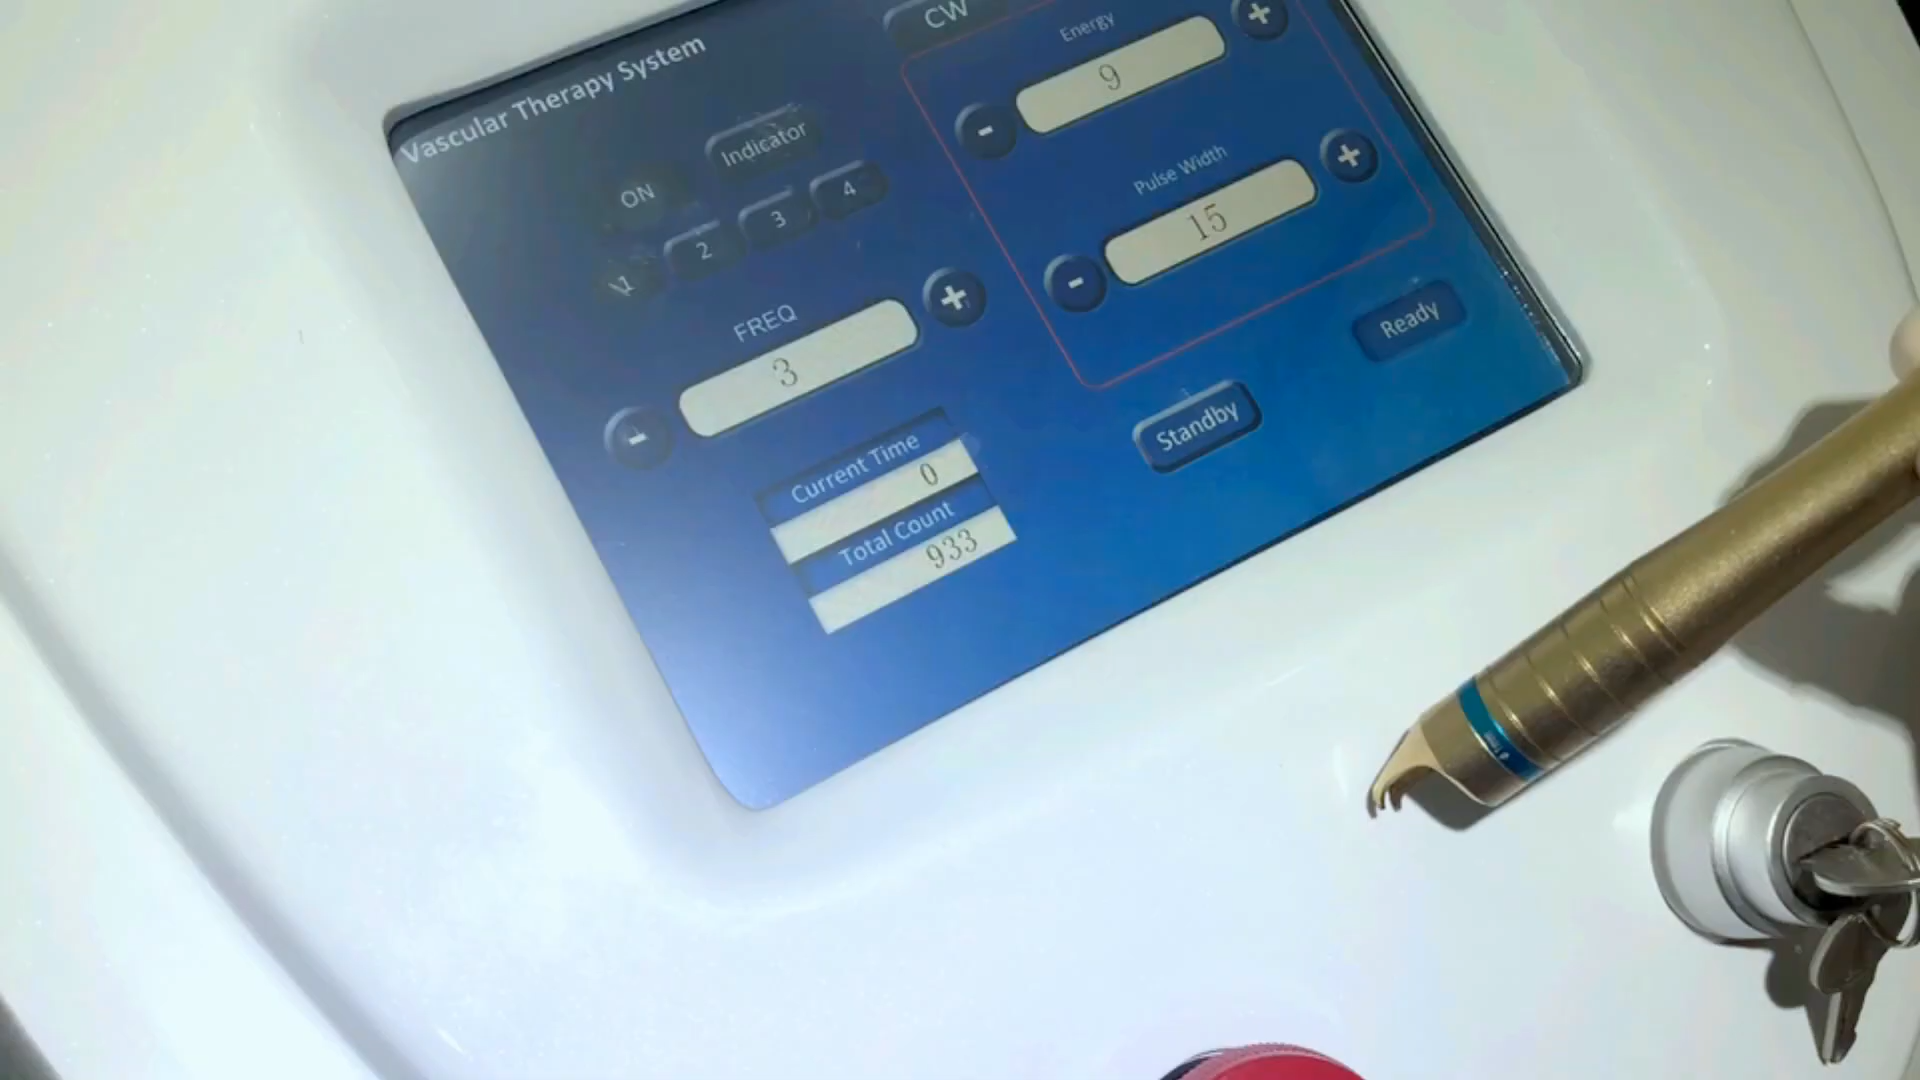 Vascular Therapy System
CW
Energy
+
9
-
Indicator
ON
1
2
3
4
Pulse Width
+
15
-
FREQ
+
3
-
Ready
Standby
Current Time
0
Total Count
933